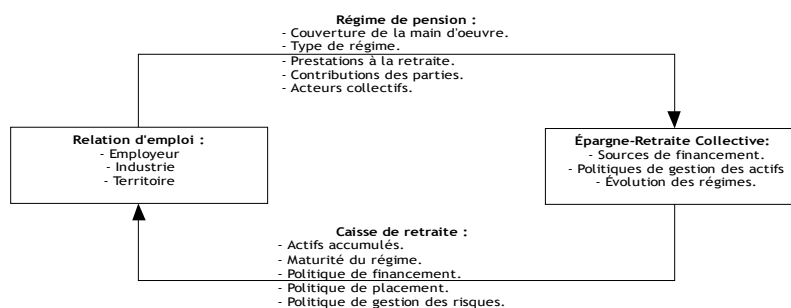 Régime de pension :
- Couverture de la main d'oeuvre.
- Type de régime.
- Prestations à la retraite.
- Contributions des parties.
- Acteurs collectifs.
Relation d'emploi :
- Employeur
- Industrie
- Territoire
Épargne-Retraite Collective:
- Sources de financement.
- Politiques de gestion des actifs
- Évolution des régimes.
Caisse de retraite :
- Actifs accumulés.
- Maturité du régime.
- Politique de financement.
- Politique de placement.
- Politique de gestion des risques.